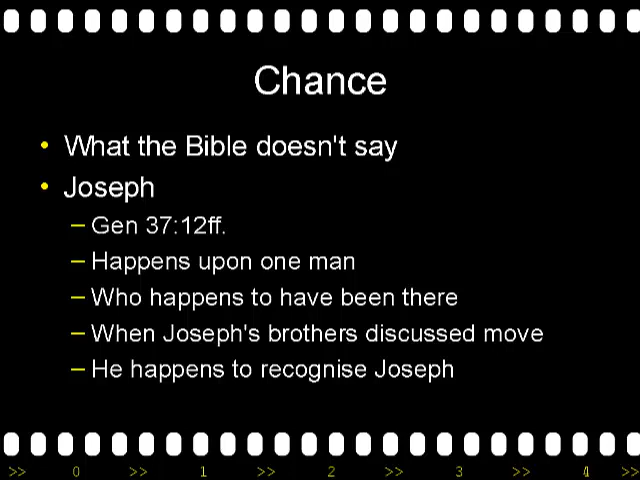 Chance
• What the Bible doesn't say
• Joseph
– Gen 37:12ff.
– Happens upon one man
– Who happens to have been there
– When Joseph's brothers discussed move
– He happens to recognise Joseph
>> 0 >> 1 >> 2 >> 3 >> 4 >>